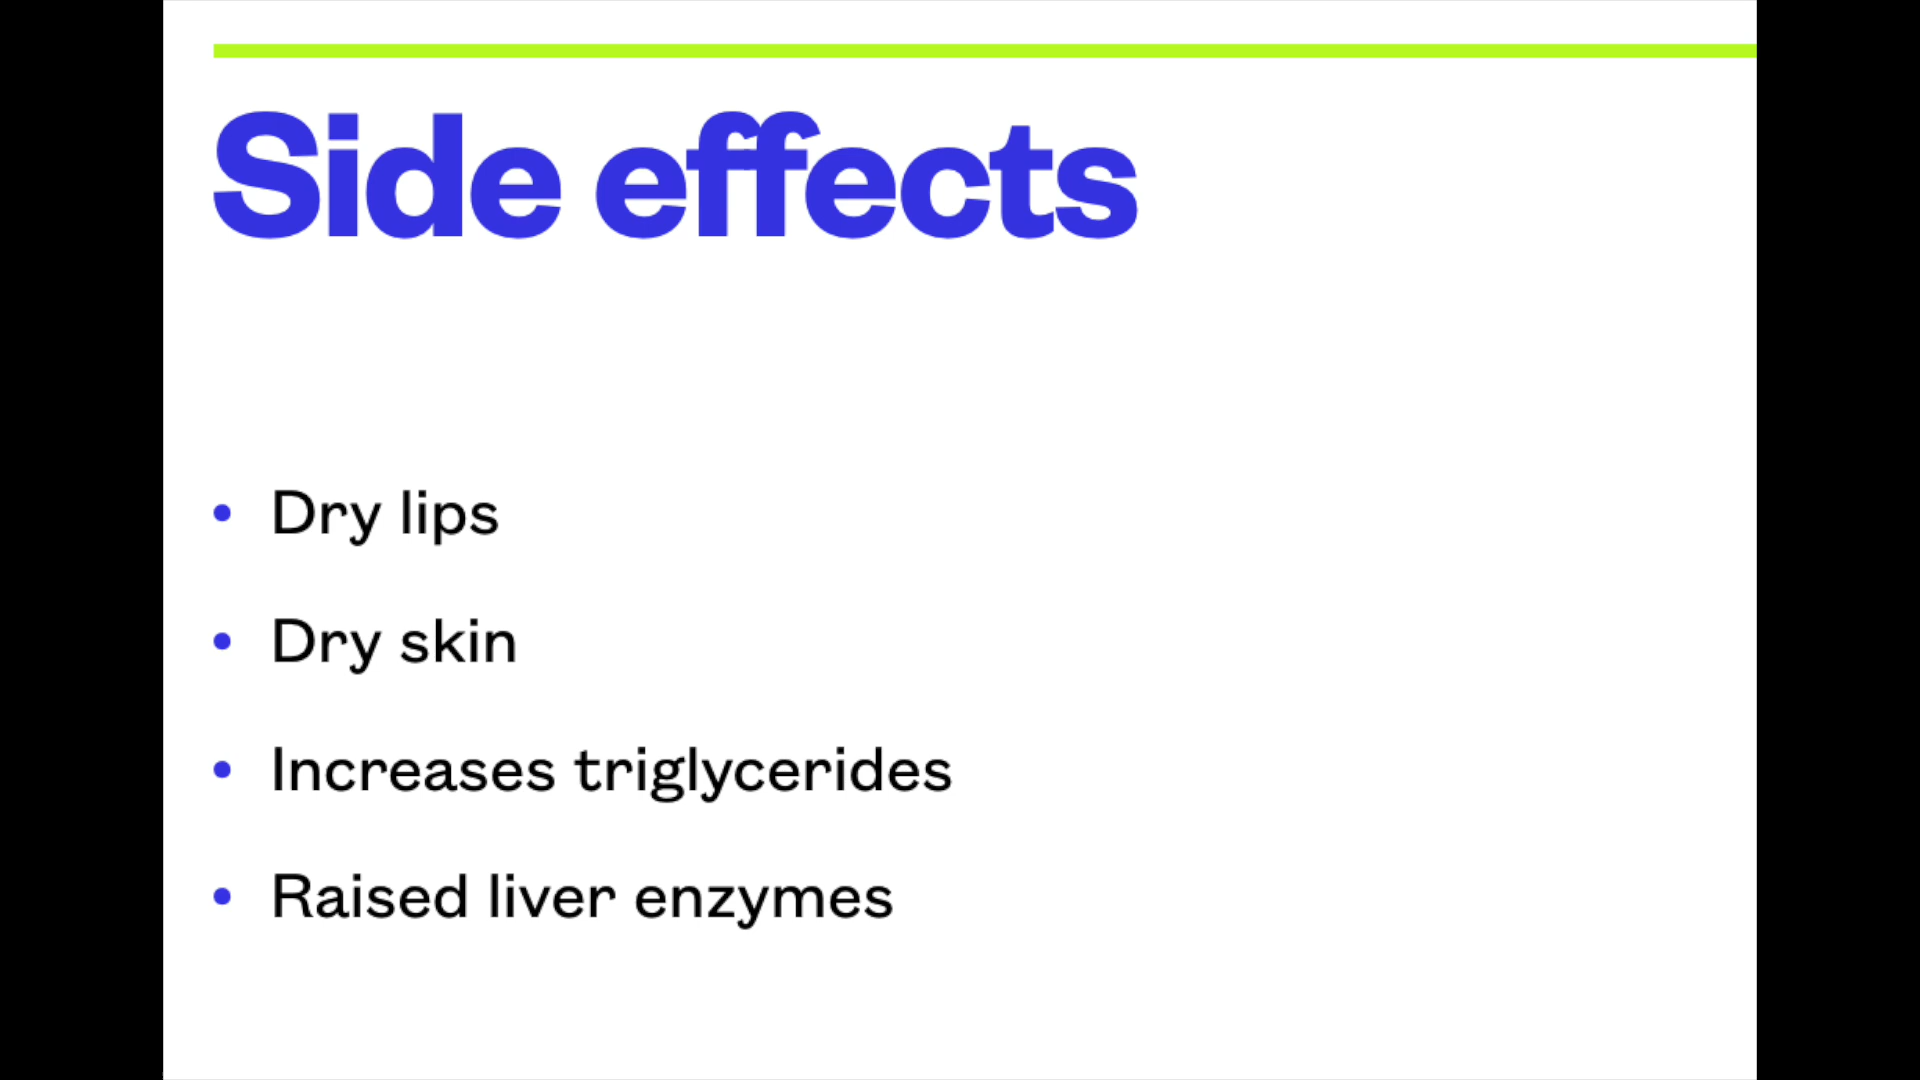 Side effects
• Dry lips
• Dry skin
• Increases triglycerides
• Raised liver enzymes